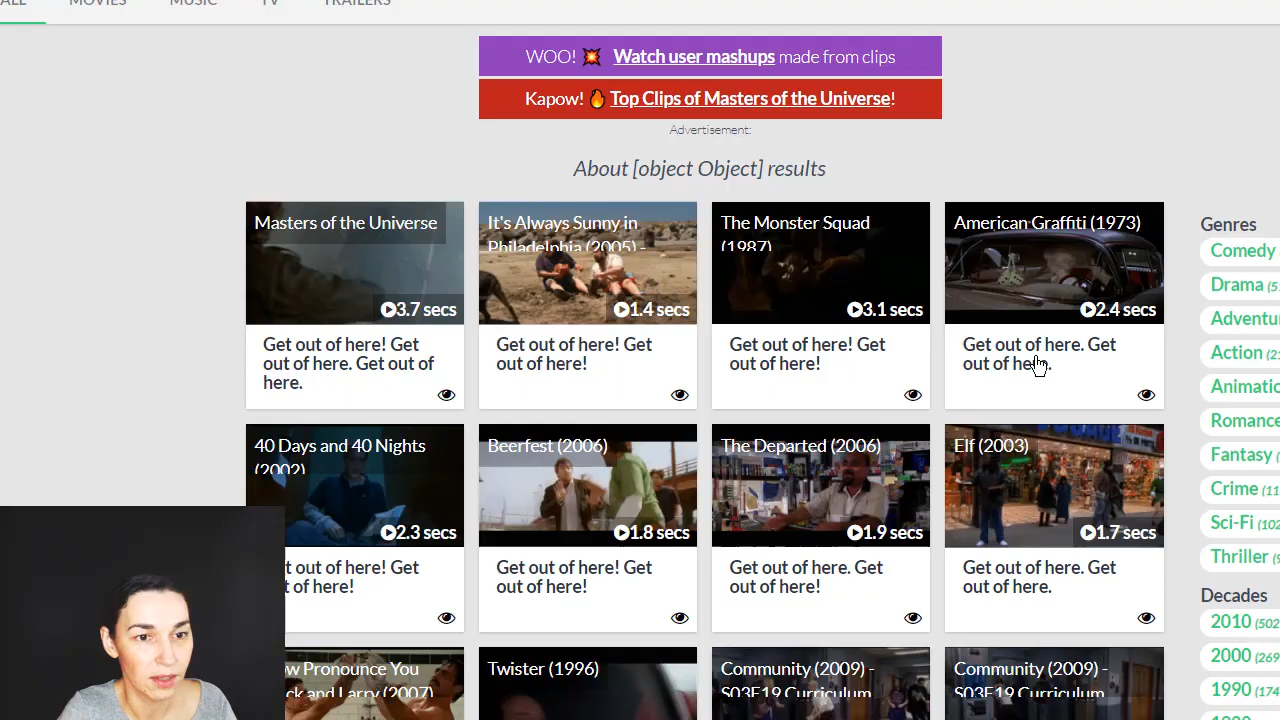 ALL MOVIES MUSIC TV TRAILERS
WOO! 💥 Watch user mashups made from clips
Kapow! 🔥 Top Clips of Masters of the Universe!
Advertisement:
About [object Object] results
Masters of the Universe
3.7 secs
Get out of here! Get
out of here. Get out of
here.
It's Always Sunny in
Philadelphia (2005) -
1.4 secs
Get out of here! Get
out of here!
The Monster Squad
(1987)
3.1 secs
Get out of here! Get
out of here!
American Graffiti (1973)
2.4 secs
Get out of here. Get
out of here.
40 Days and 40 Nights
(2002)
2.3 secs
t out of here! Get
t of here!
Beerfest (2006)
1.8 secs
Get out of here! Get
out of here!
The Departed (2006)
1.9 secs
Get out of here. Get
out of here!
Elf (2003)
1.7 secs
Get out of here. Get
out of here.
w Pronounce You
ck and Larry (2007)
Twister (1996)
Community (2009) -
S03E19 Curriculum
Community (2009) -
S03E19 Curriculum
Genres
Comedy
Drama (5
Adventu
Action (2
Animatio
Romance
Fantasy (
Crime (11
Sci-Fi (102
Thriller (9
Decades
2010 (502
2000 (269
1990 (174